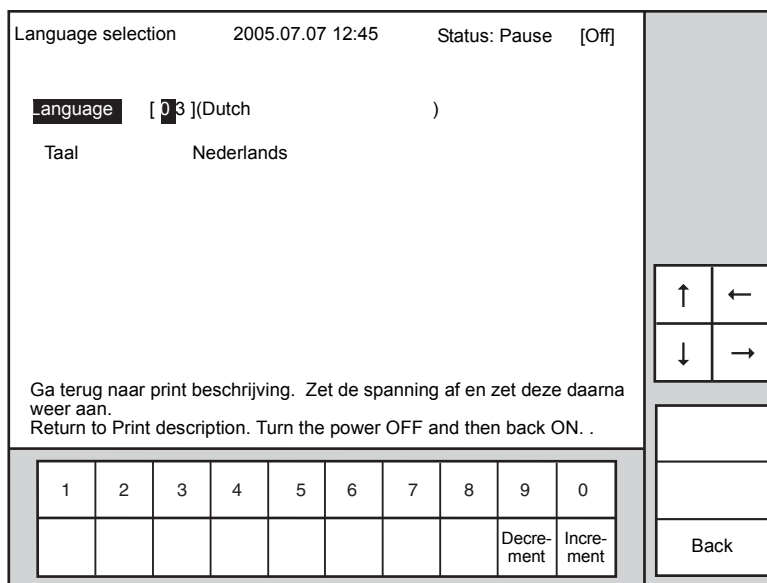 Language selection 2005.07.07 12:45 Status: Pause [Off]
Language [ 0 3 ](Dutch )
Taal Nederlands
↑ ←
↓ →
Ga terug naar print beschrijving. Zet de spanning af en zet deze daarna
weer aan.
Return to Print description. Turn the power OFF and then back ON. .
1 2 3 4 5 6 7 8 9 0
Decre-
ment
Incre-
ment
Back